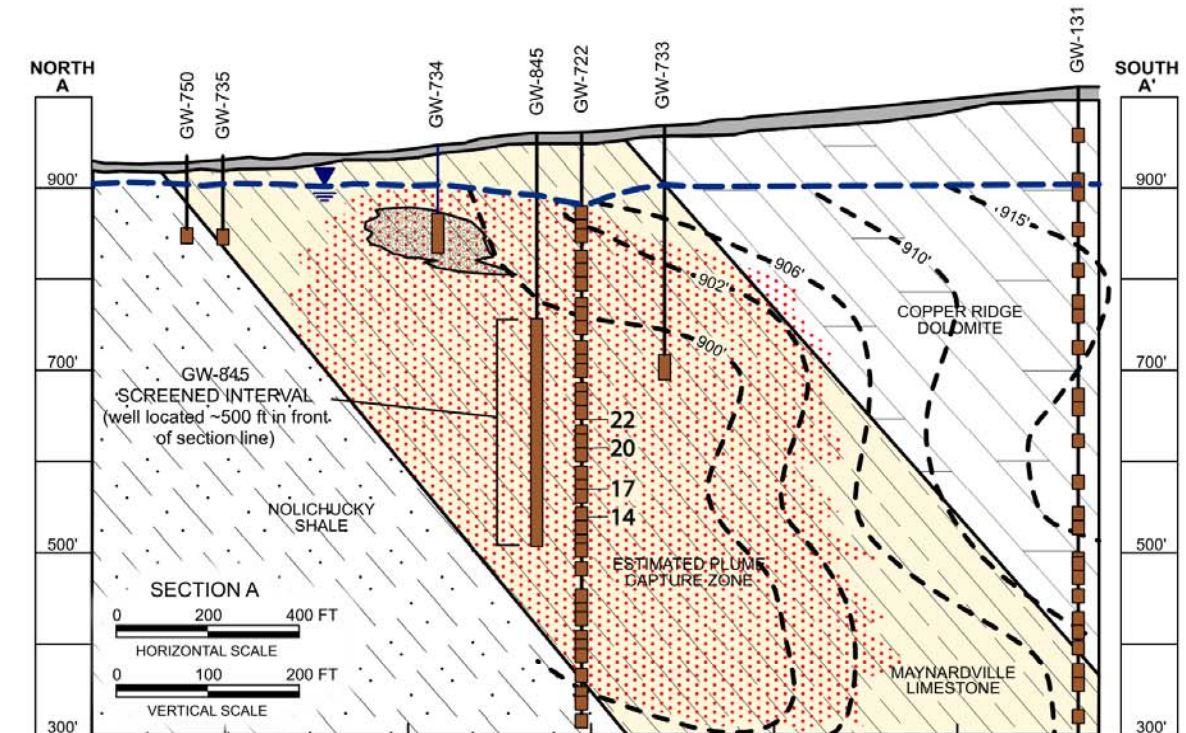 NORTH
A
GW-750
GW-735
GW-734
GW-845
GW-722
GW-733
GW-131
SOUTH
A'
900'
700'
500'
300'
900'
700'
500'
300'
915'
910'
906'
902'
900'
COPPER RIDGE
DOLOMITE
GW-845
SCREENED INTERVAL
(well located ~500 ft in front
of section line)
22
20
17
14
NOLICHUCKY
SHALE
ESTIMATED PLUME
CAPTURE ZONE
MAYNARDVILLE
LIMESTONE
SECTION A
0 200 400 FT
HORIZONTAL SCALE
0 100 200 FT
VERTICAL SCALE